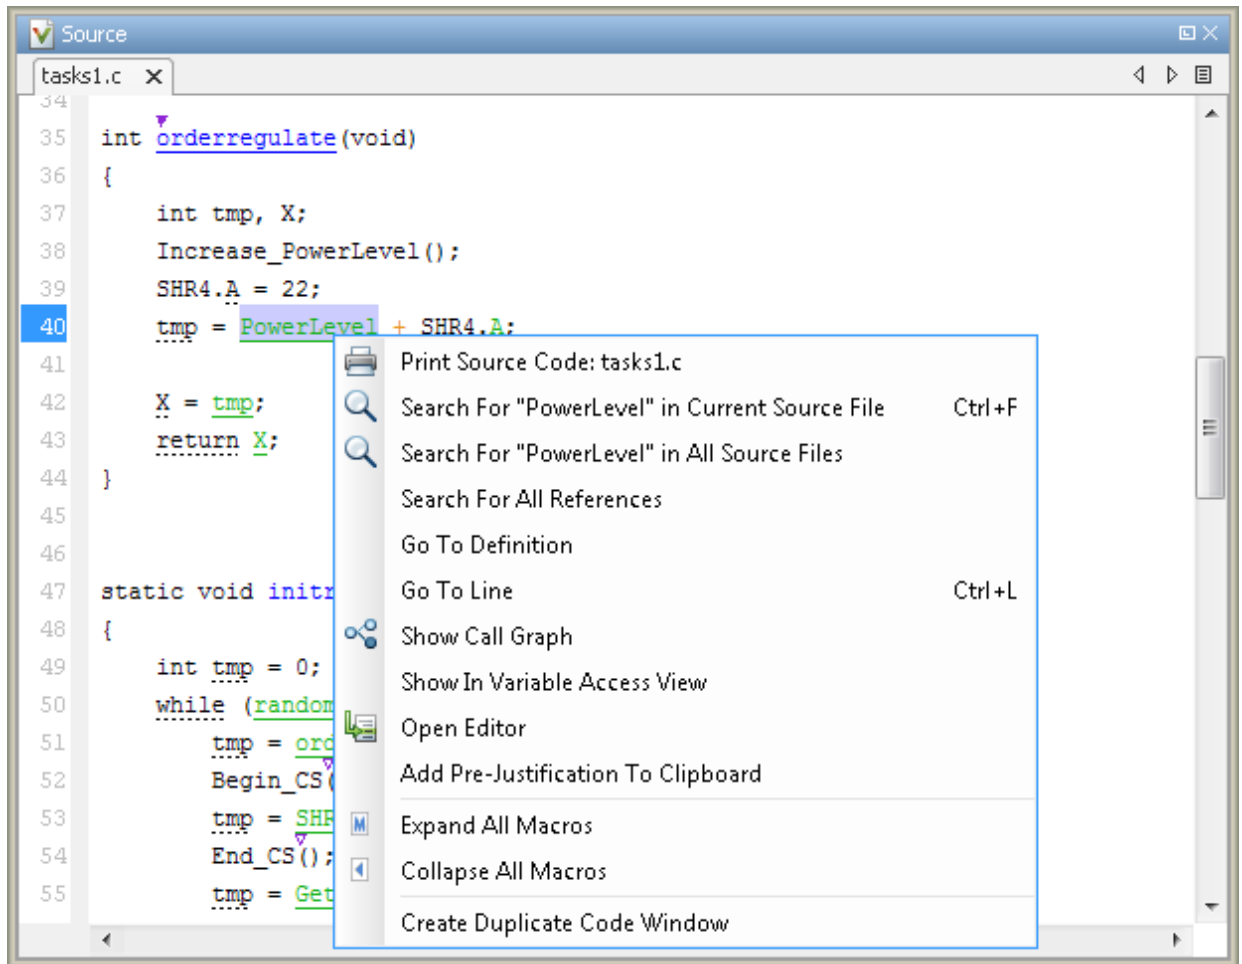 Source
tasks1.c
34
35 int orderregulate(void)
36 {
37 int tmp, X;
38 Increase_PowerLevel();
39 SHR4.A = 22;
40 tmp = PowerLevel + SHR4.A;
41
42 X = tmp;
43 return X;
44 }
45
46
47 static void initr
48 {
49 int tmp = 0;
50 while (random
51 tmp = ord
52 Begin_CS(
53 tmp = SHR
54 End_CS();
55 tmp = Get
Print Source Code: tasks1.c
Search For "PowerLevel" in Current Source File Ctrl+F
Search For "PowerLevel" in All Source Files
Search For All References
Go To Definition
Go To Line Ctrl+L
Show Call Graph
Show In Variable Access View
Open Editor
Add Pre-Justification To Clipboard
Expand All Macros
Collapse All Macros
Create Duplicate Code Window